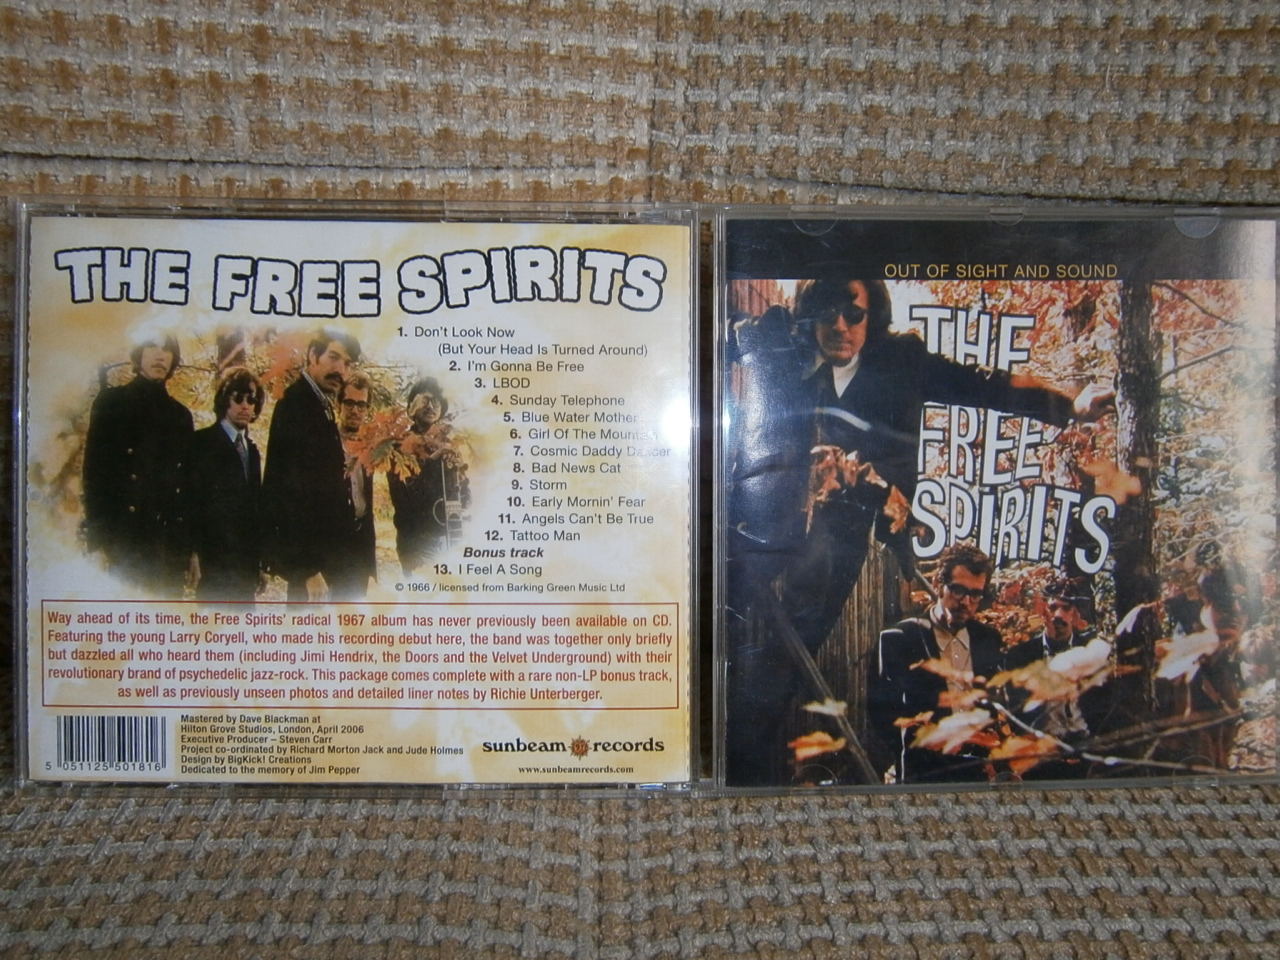 THE FREE SPIRITS
1. Don't Look Now
(But Your Head Is Turned Around)
2. I'm Gonna Be Free
3. LBOD
4. Sunday Telephone
5. Blue Water Mother
6. Girl Of The Mountain
7. Cosmic Daddy Dancer
8. Bad News Cat
9. Storm
10. Early Mornin' Fear
11. Angels Can't Be True
12. Tattoo Man
Bonus track
13. I Feel A Song
© 1966 / licensed from Barking Green Music Ltd
Way ahead of its time, the Free Spirits' radical 1967 album has never previously been available on CD.
Featuring the young Larry Coryell, who made his recording debut here, the band was together only briefly
but dazzled all who heard them (including Jimi Hendrix, the Doors and the Velvet Underground) with their
revolutionary brand of psychedelic jazz-rock. This package comes complete with a rare non-LP bonus track,
as well as previously unseen photos and detailed liner notes by Richie Unterberger.
5 051125 501816
Mastered by Dave Blackman at
Hilton Grove Studios, London, April 2006
Executive Producer – Steven Carr
Project co-ordinated by Richard Morton Jack and Jude Holmes
Design by BigKick! Creations
Dedicated to the memory of Jim Pepper
sunbeam records
www.sunbeamrecords.com
OUT OF SIGHT AND SOUND
THE
FREE
SPIRITS